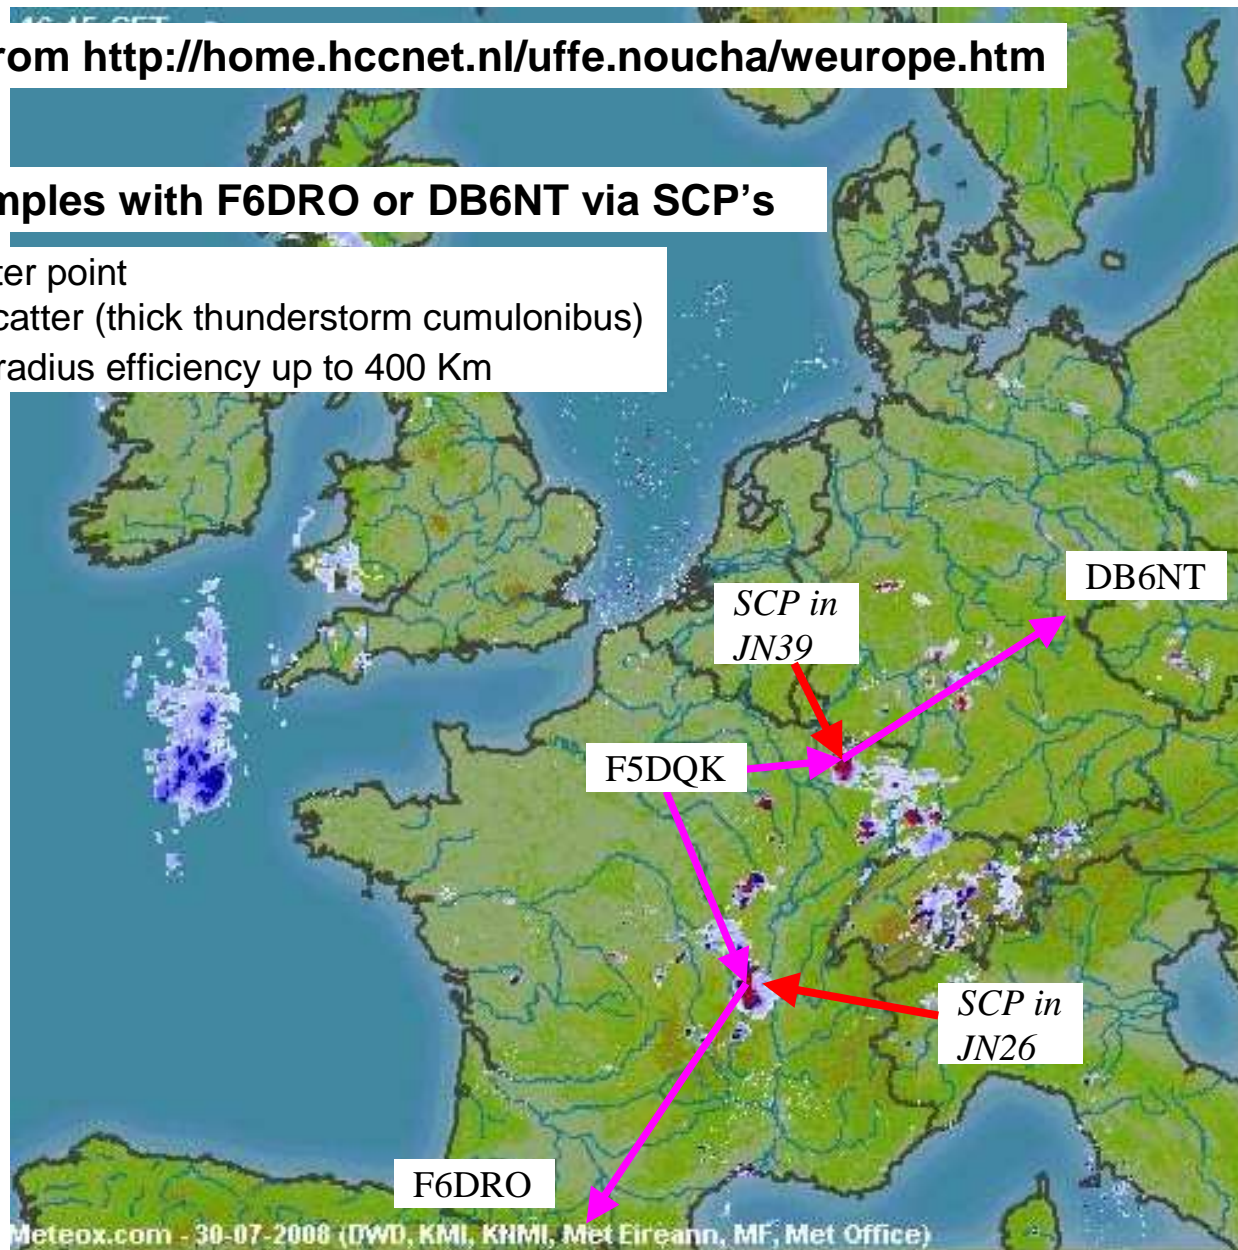 rom http://home.hccnet.nl/uffe.noucha/weurope.htm
mples with F6DRO or DB6NT via SCP's
ter point
catter (thick thunderstorm cumulonibus)
radius efficiency up to 400 Km
DB6NT
SCP in
JN39
F5DQK
SCP in
JN26
F6DRO
Meteox.com - 30-07-2008 (DWD, KMI, KNMI, Met Eireann, MF, Met Office)